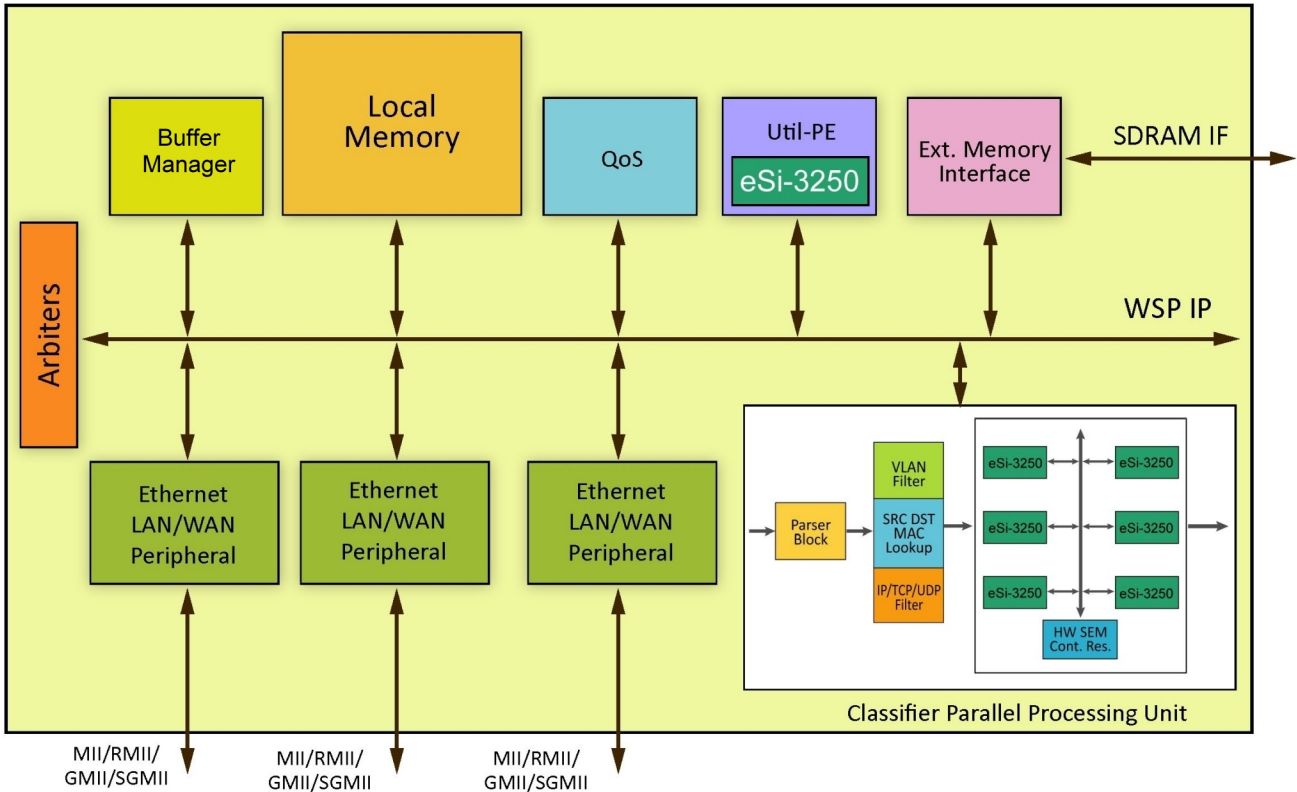 Buffer
Manager
Local
Memory
QoS
Util-PE
eSi-3250
Ext. Memory
Interface
SDRAM IF
Arbiters
WSP IP
Ethernet
LAN/WAN
Peripheral
Ethernet
LAN/WAN
Peripheral
Ethernet
LAN/WAN
Peripheral
Parser
Block
VLAN
Filter
SRC DST
MAC
Lookup
IP/TCP/UDP
Filter
eSi-3250
eSi-3250
eSi-3250
eSi-3250
eSi-3250
eSi-3250
HW SEM
Cont. Res.
Classifier Parallel Processing Unit
MII/RMII/
GMII/SGMII
MII/RMII/
GMII/SGMII
MII/RMII/
GMII/SGMII